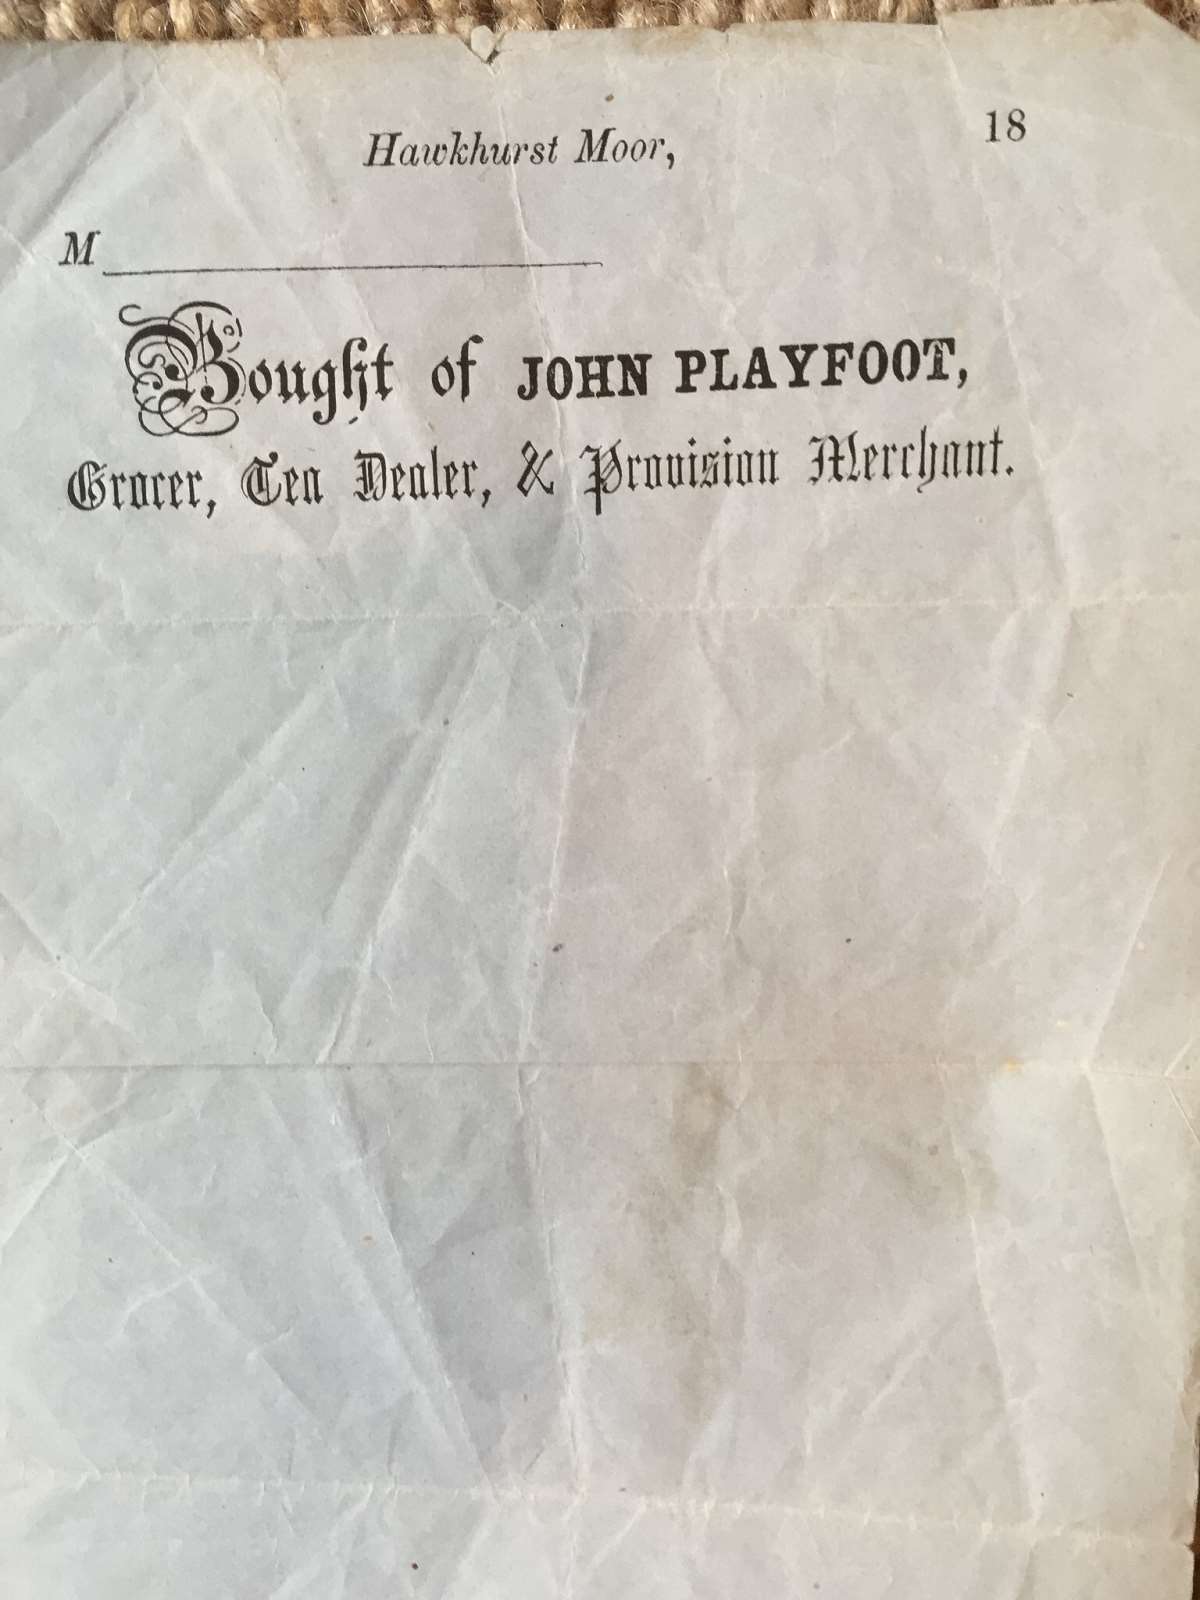 Hawkhurst Moor, 18
M
Bought of JOHN PLAYFOOT,
Grocer, Tea Dealer, & Provision Merchant.